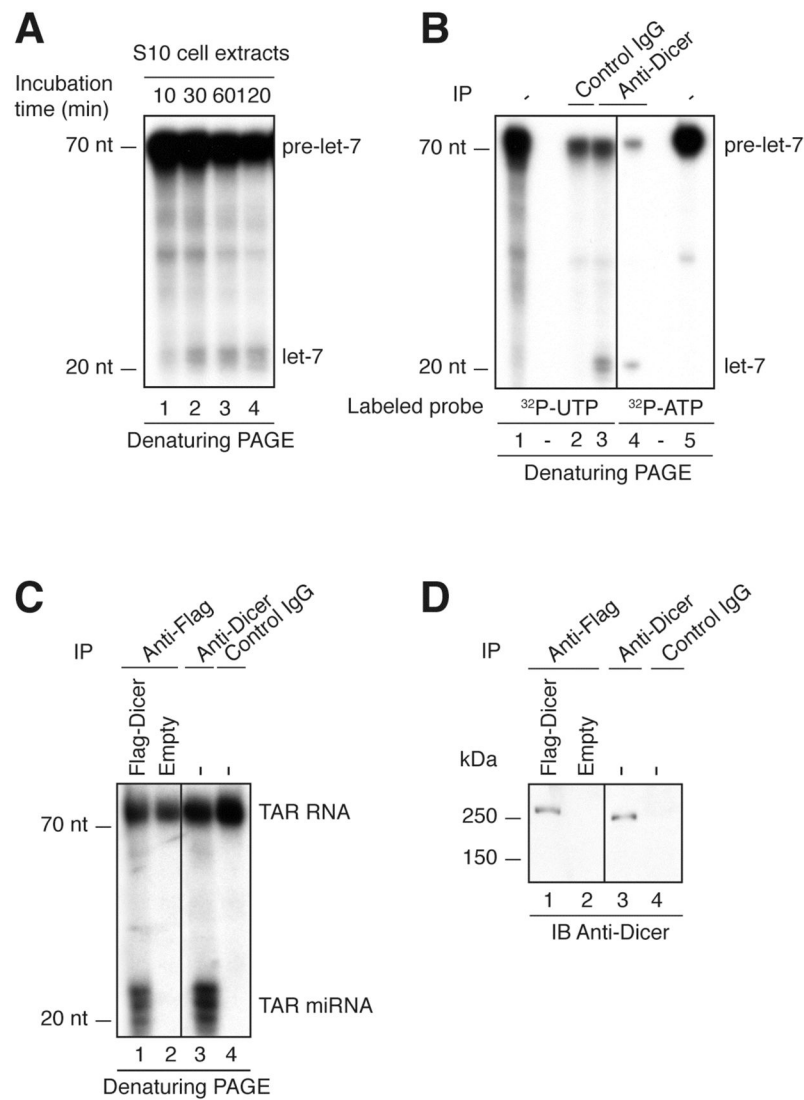 A
S10 cell extracts
Incubation
time (min)
10 30 60 120
70 nt
pre-let-7
20 nt
let-7
1 2 3 4
Denaturing PAGE
B
IP
-
Control IgG
Anti-Dicer
-
70 nt
pre-let-7
20 nt
let-7
Labeled probe
32P-UTP
32P-ATP
1 - 2 3 4 - 5
Denaturing PAGE
C
IP
Anti-Flag
Anti-Dicer
Control IgG
Flag-Dicer
Empty
-
-
70 nt
TAR RNA
20 nt
TAR miRNA
1 2 3 4
Denaturing PAGE
D
IP
Anti-Flag
Anti-Dicer
Control IgG
kDa
Flag-Dicer
Empty
-
-
250
150
1 2 3 4
IB Anti-Dicer